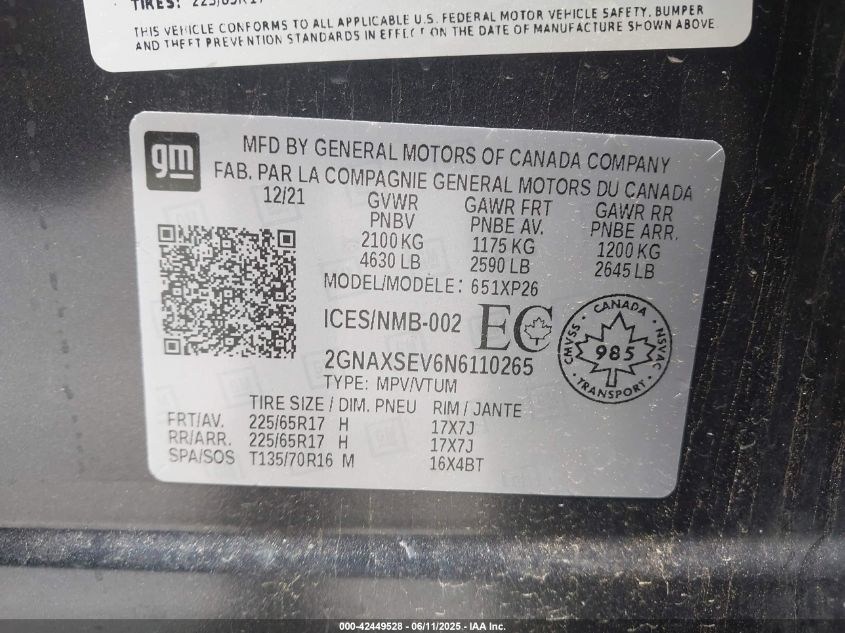 TIRES: 225/65R17
THIS VEHICLE CONFORMS TO ALL APPLICABLE U.S. FEDERAL MOTOR VEHICLE SAFETY, BUMPER
AND THEFT PREVENTION STANDARDS IN EFFECT ON THE DATE OF MANUFACTURE SHOWN ABOVE.
gm
MFD BY GENERAL MOTORS OF CANADA COMPANY
FAB. PAR LA COMPAGNIE GENERAL MOTORS DU CANADA
12/21 GVWR GAWR FRT GAWR RR
PNBV PNBE AV. PNBE ARR.
2100 KG 1175 KG 1200 KG
4630 LB 2590 LB 2645 LB
MODEL/MODÈLE: 651XP26
ICES/NMB-002 EC
CANADA
CMVSS 985 NSVAC
TRANSPORT
2GNAXSEV6N6110265
TYPE: MPV/VTUM
TIRE SIZE / DIM. PNEU RIM / JANTE
FRT/AV. 225/65R17 H 17X7J
RR/ARR. 225/65R17 H 17X7J
SPA/SOS T135/70R16 M 16X4BT
000-42449528 - 06/11/2025 - IAA Inc.